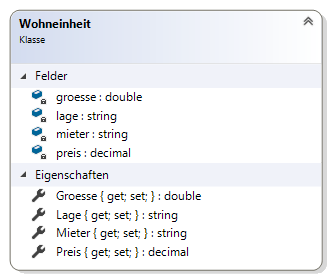 Wohneinheit
Klasse
Felder
groesse : double
lage : string
mieter : string
preis : decimal
Eigenschaften
Groesse { get; set; } : double
Lage { get; set; } : string
Mieter { get; set; } : string
Preis { get; set; } : decimal